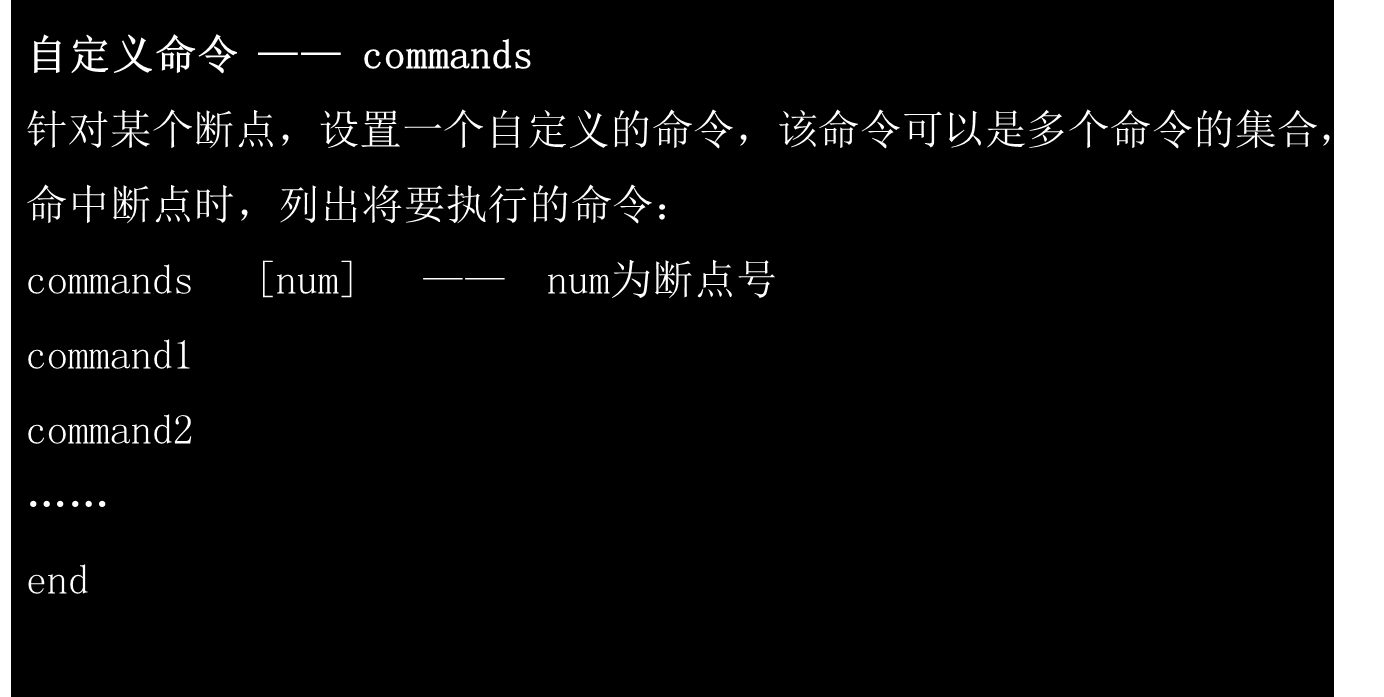 自定义命令 —— commands
针对某个断点，设置一个自定义的命令，该命令可以是多个命令的集合，
命中断点时，列出将要执行的命令：
commands [num] —— num为断点号
command1
command2
……
end